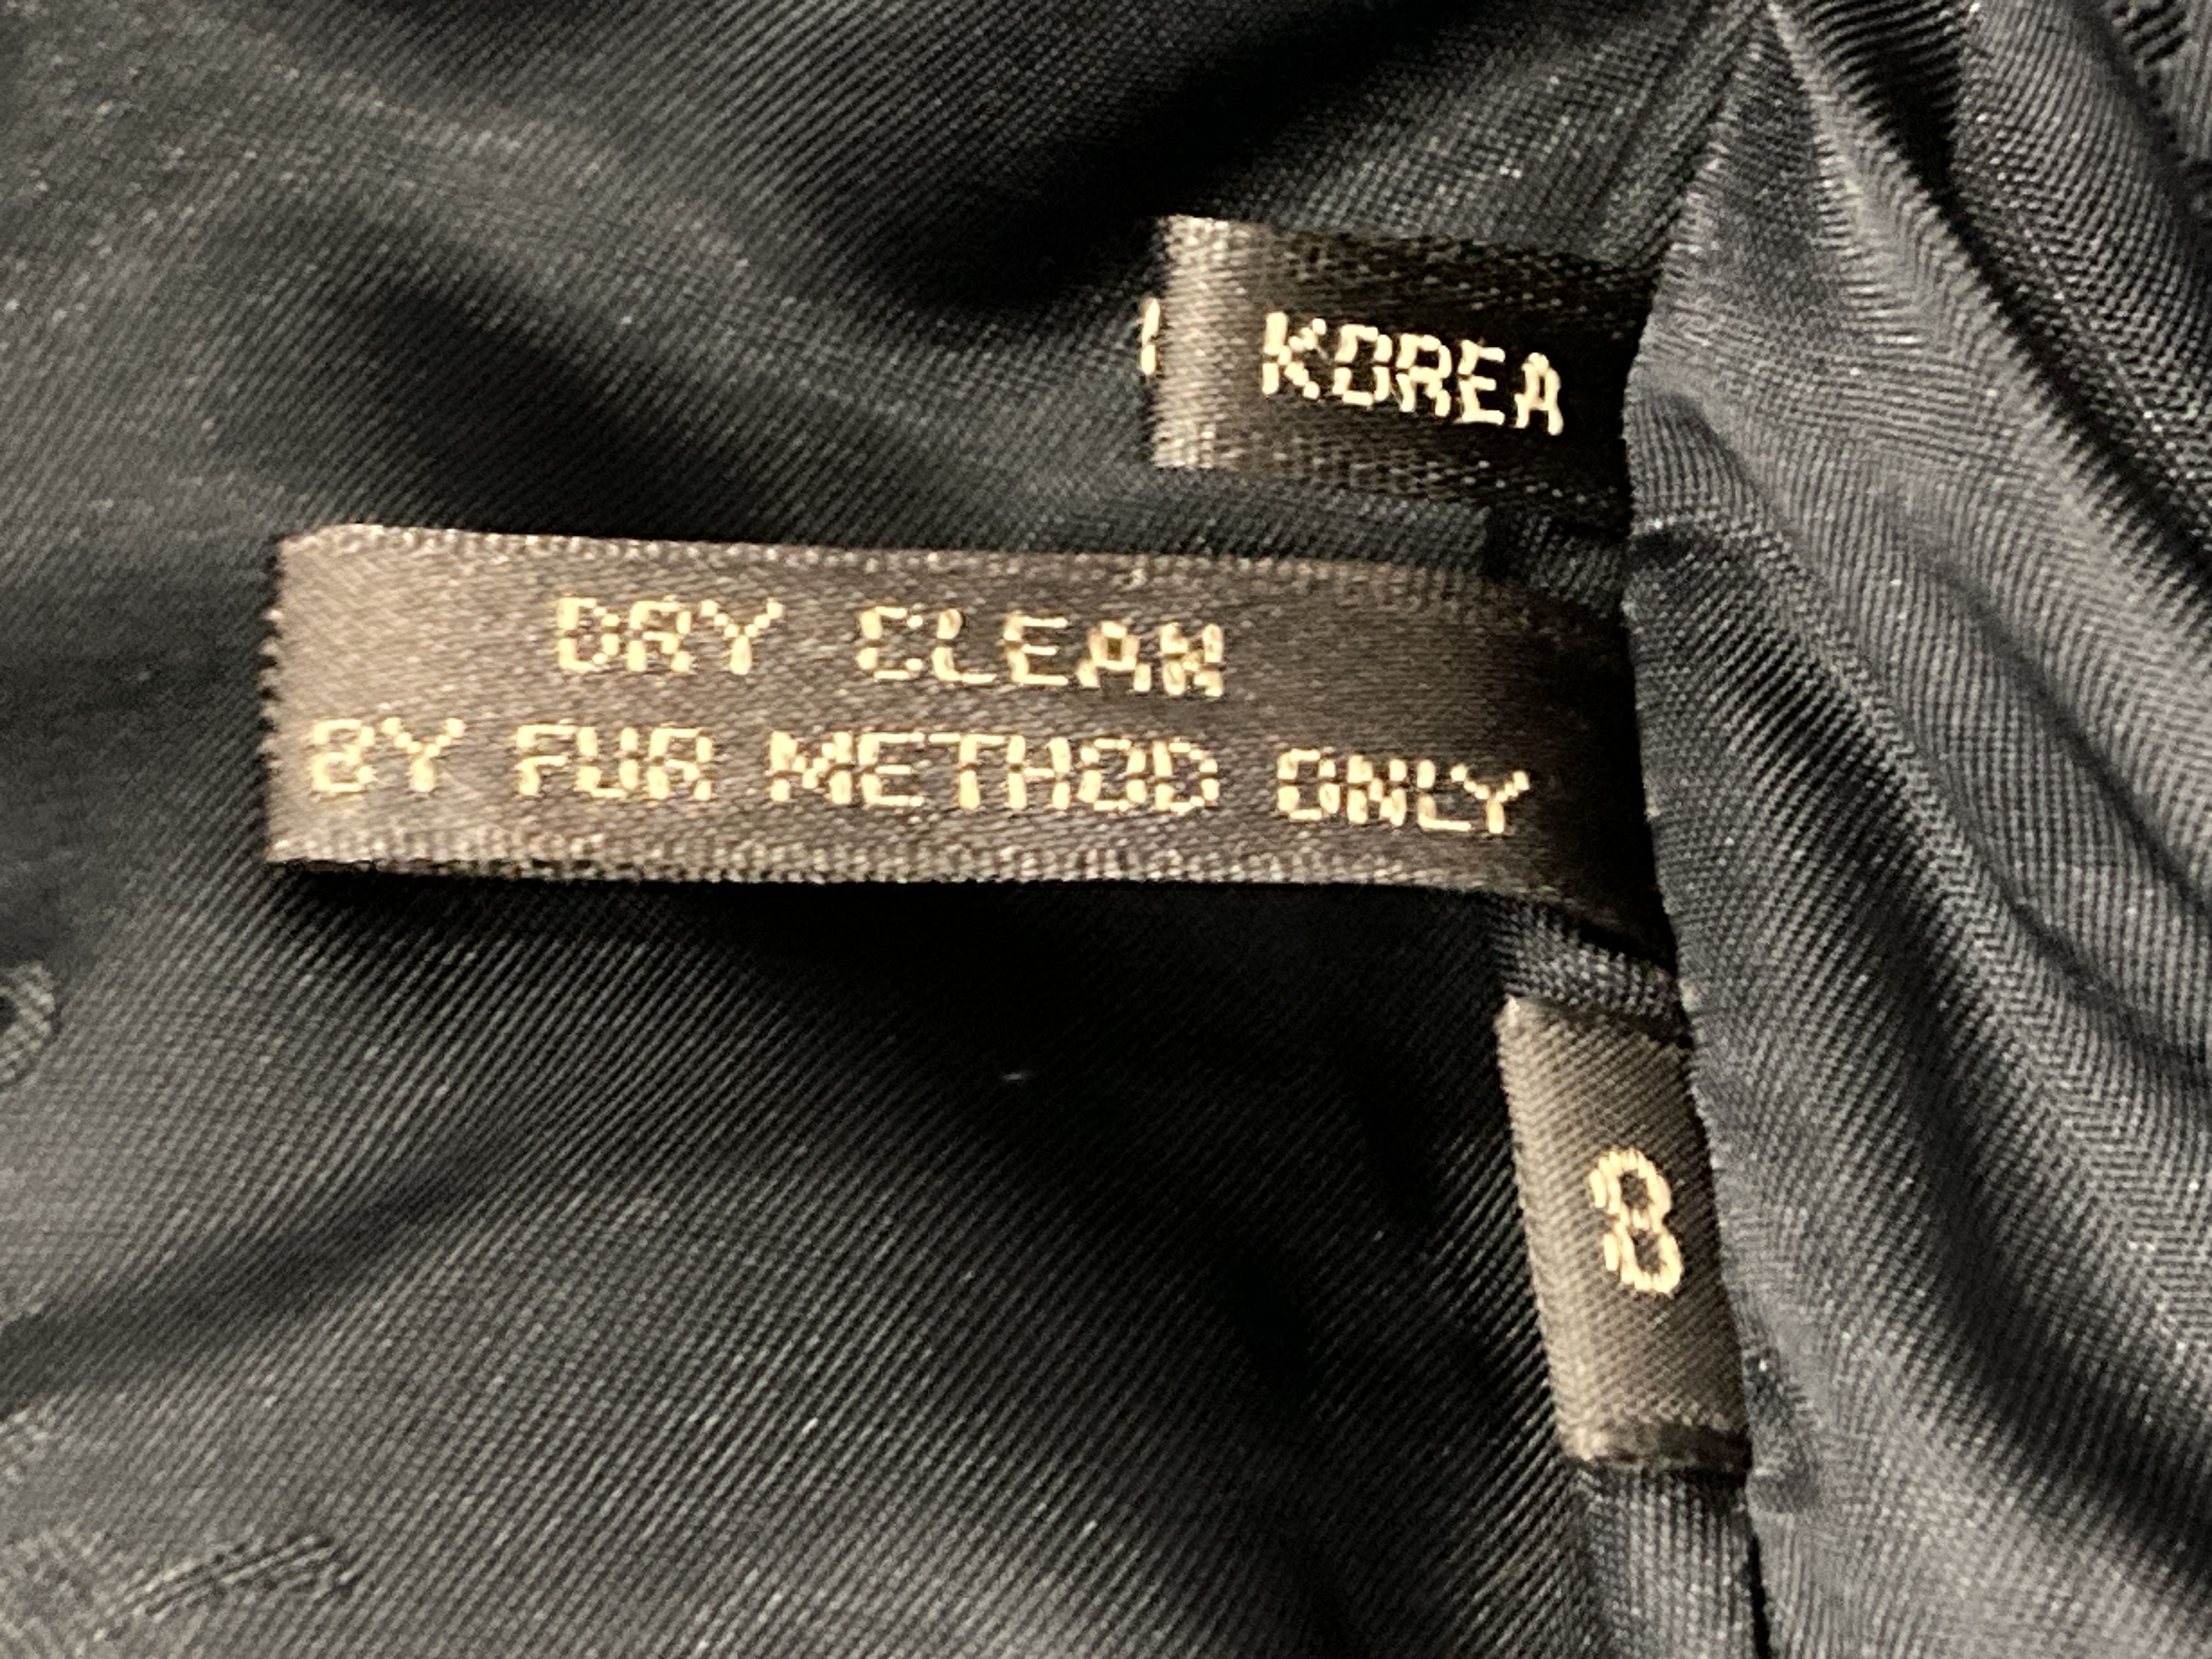 KOREA
DRY CLEAN
BY FUR METHOD ONLY
8